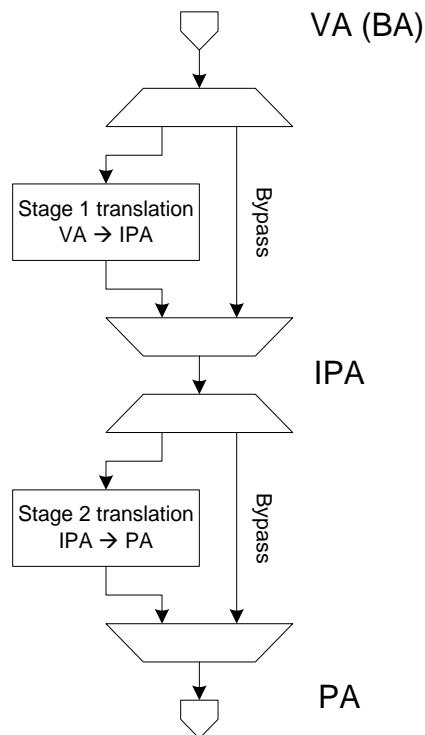 VA (BA)
Stage 1 translation
VA → IPA
Bypass
IPA
Stage 2 translation
IPA → PA
Bypass
PA